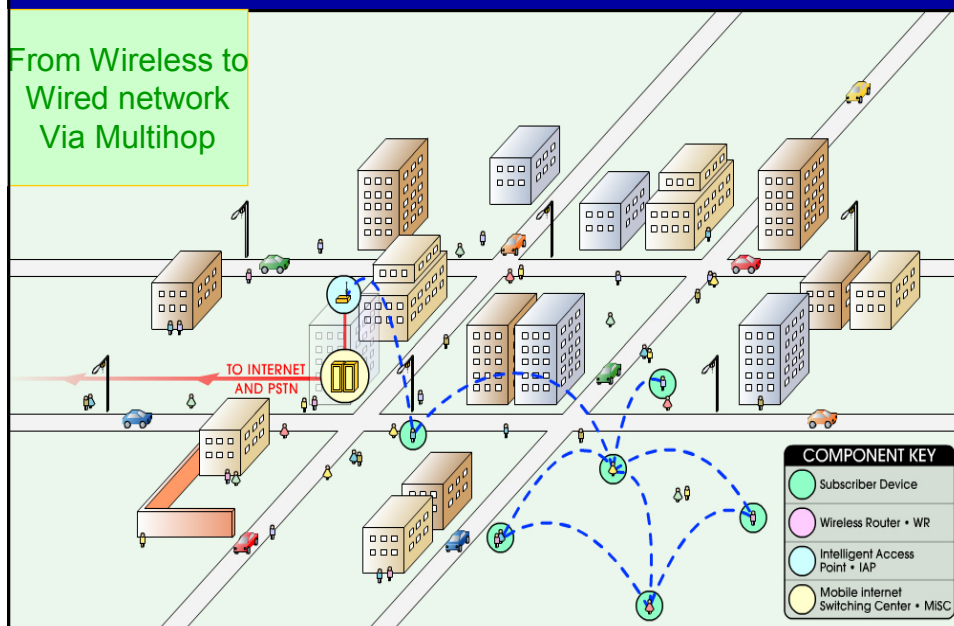 From Wireless to
Wired network
Via Multihop
TO INTERNET
AND PSTN
COMPONENT KEY
Subscriber Device
Wireless Router • WR
Intelligent Access
Point • IAP
Mobile internet
Switching Center • MiSC